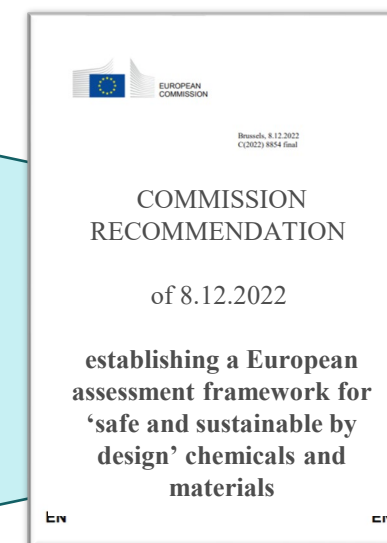 EUROPEAN
COMMISSION
Brussels, 8.12.2022
C(2022) 8854 final
COMMISSION
RECOMMENDATION
of 8.12.2022
establishing a European
assessment framework for
‘safe and sustainable by
design’ chemicals and
materials
EN
EN